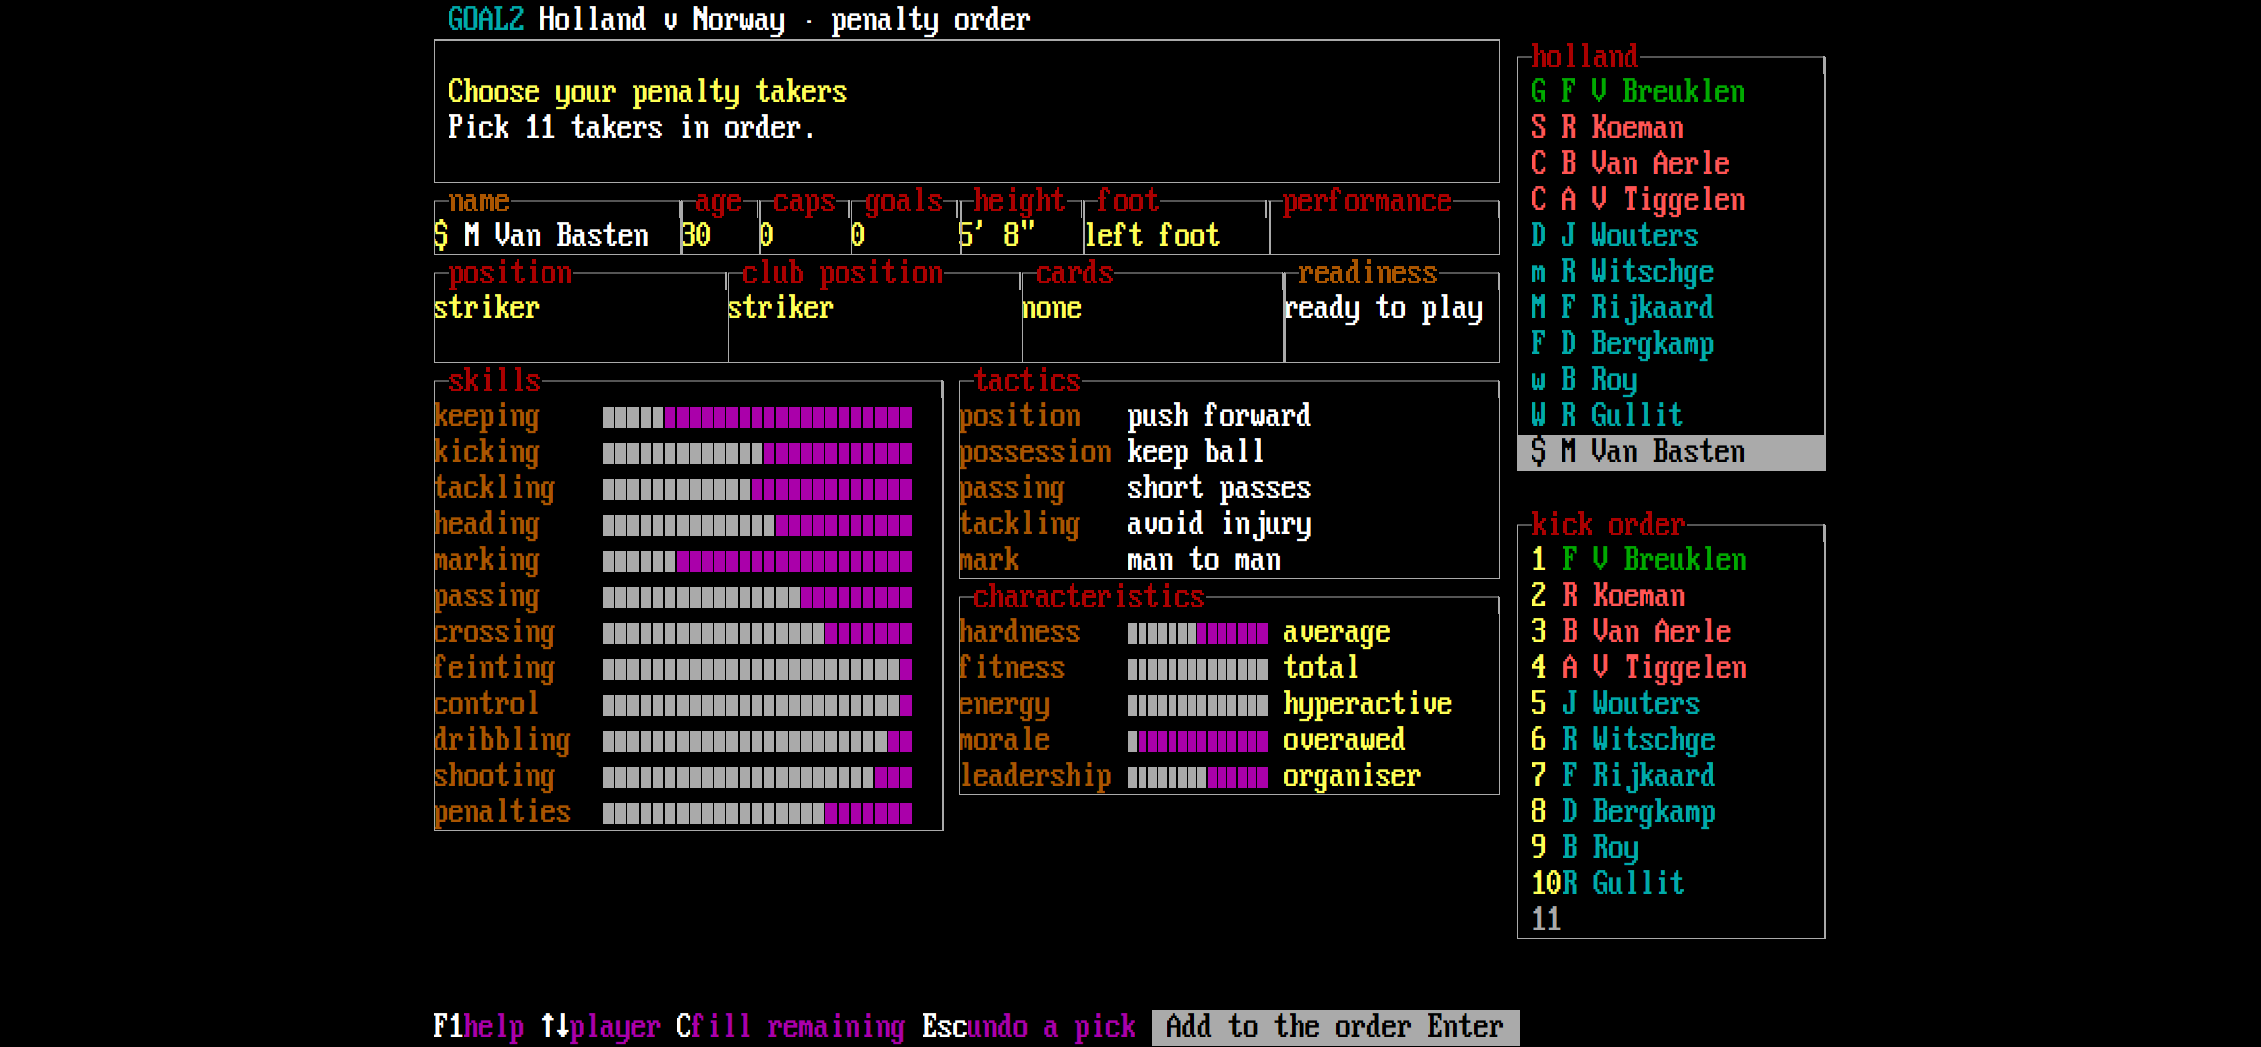 GOAL2 Holland v Norway · penalty order
Choose your penalty takers
Pick 11 takers in order.
name age caps goals height foot performance
$ M Van Basten 30 0 0 5' 8" left foot
position club position cards readiness
striker striker none ready to play
skills
keeping
kicking
tackling
heading
marking
passing
crossing
feinting
control
dribbling
shooting
penalties
tactics
position push forward
possession keep ball
passing short passes
tackling avoid injury
mark man to man
characteristics
hardness average
fitness total
energy hyperactive
morale overawed
leadership organiser
holland
G F V Breuklen
S R Koeman
C B Van Aerle
C A V Tiggelen
D J Wouters
m R Witschge
M F Rijkaard
F D Bergkamp
w B Roy
W R Gullit
$ M Van Basten
kick order
1 F V Breuklen
2 R Koeman
3 B Van Aerle
4 A V Tiggelen
5 J Wouters
6 R Witschge
7 F Rijkaard
8 D Bergkamp
9 B Roy
10R Gullit
11
F1help ↑↓player Cfill remaining Escundo a pick Add to the order Enter